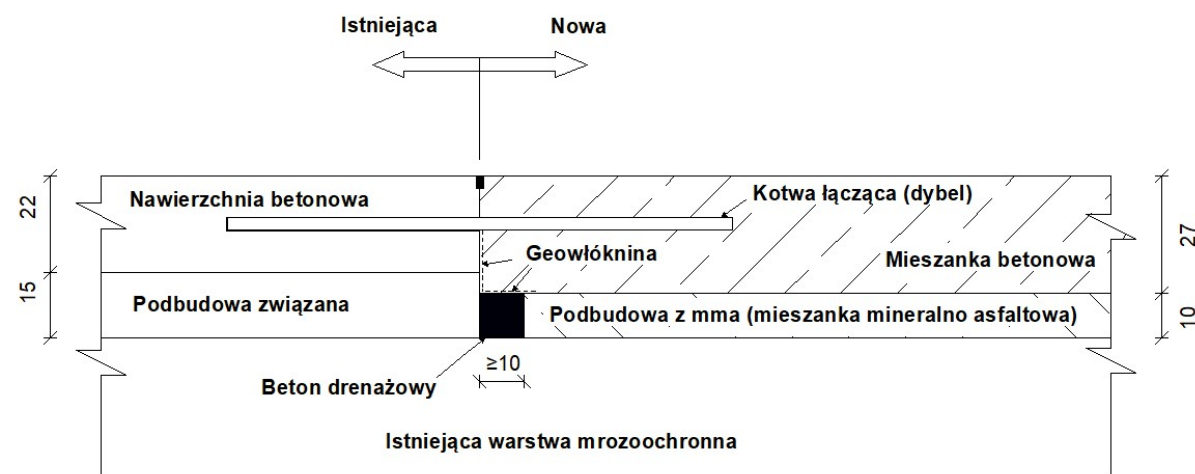 Istniejąca
Nowa
22
Nawierzchnia betonowa
Kotwa łącząca (dybel)
27
Geowłóknina
Mieszanka betonowa
15
Podbudowa związana
Podbudowa z mma (mieszanka mineralno asfaltowa)
10
≥10
Beton drenażowy
Istniejąca warstwa mrozoochronna